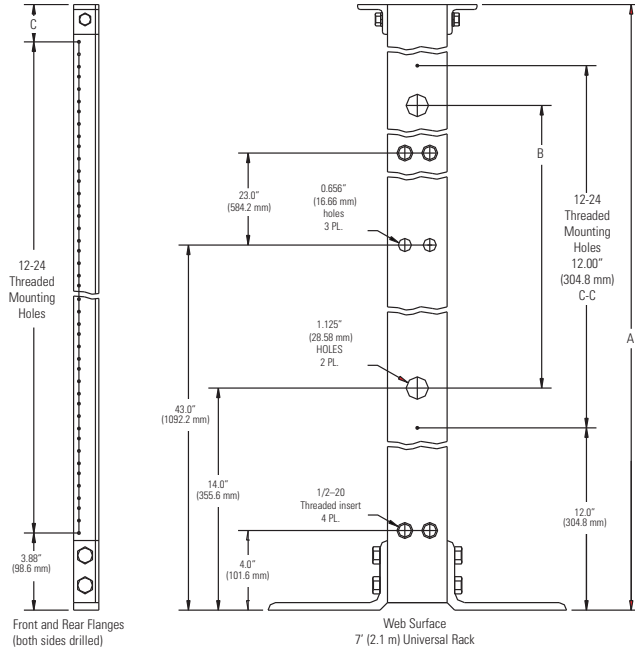 C
12-24
Threaded
Mounting
Holes
3.88"
(98.6 mm)
Front and Rear Flanges
(both sides drilled)
23.0"
(584.2 mm)
0.656"
(16.66 mm)
holes
3 PL.
B
12-24
Threaded
Mounting
Holes
12.00"
(304.8 mm)
C-C
A
1.125"
(28.58 mm)
HOLES
2 PL.
43.0"
(1092.2 mm)
14.0"
(355.6 mm)
1/2–20
Threaded insert
4 PL.
4.0"
(101.6 mm)
12.0"
(304.8 mm)
Web Surface
7' (2.1 m) Universal Rack